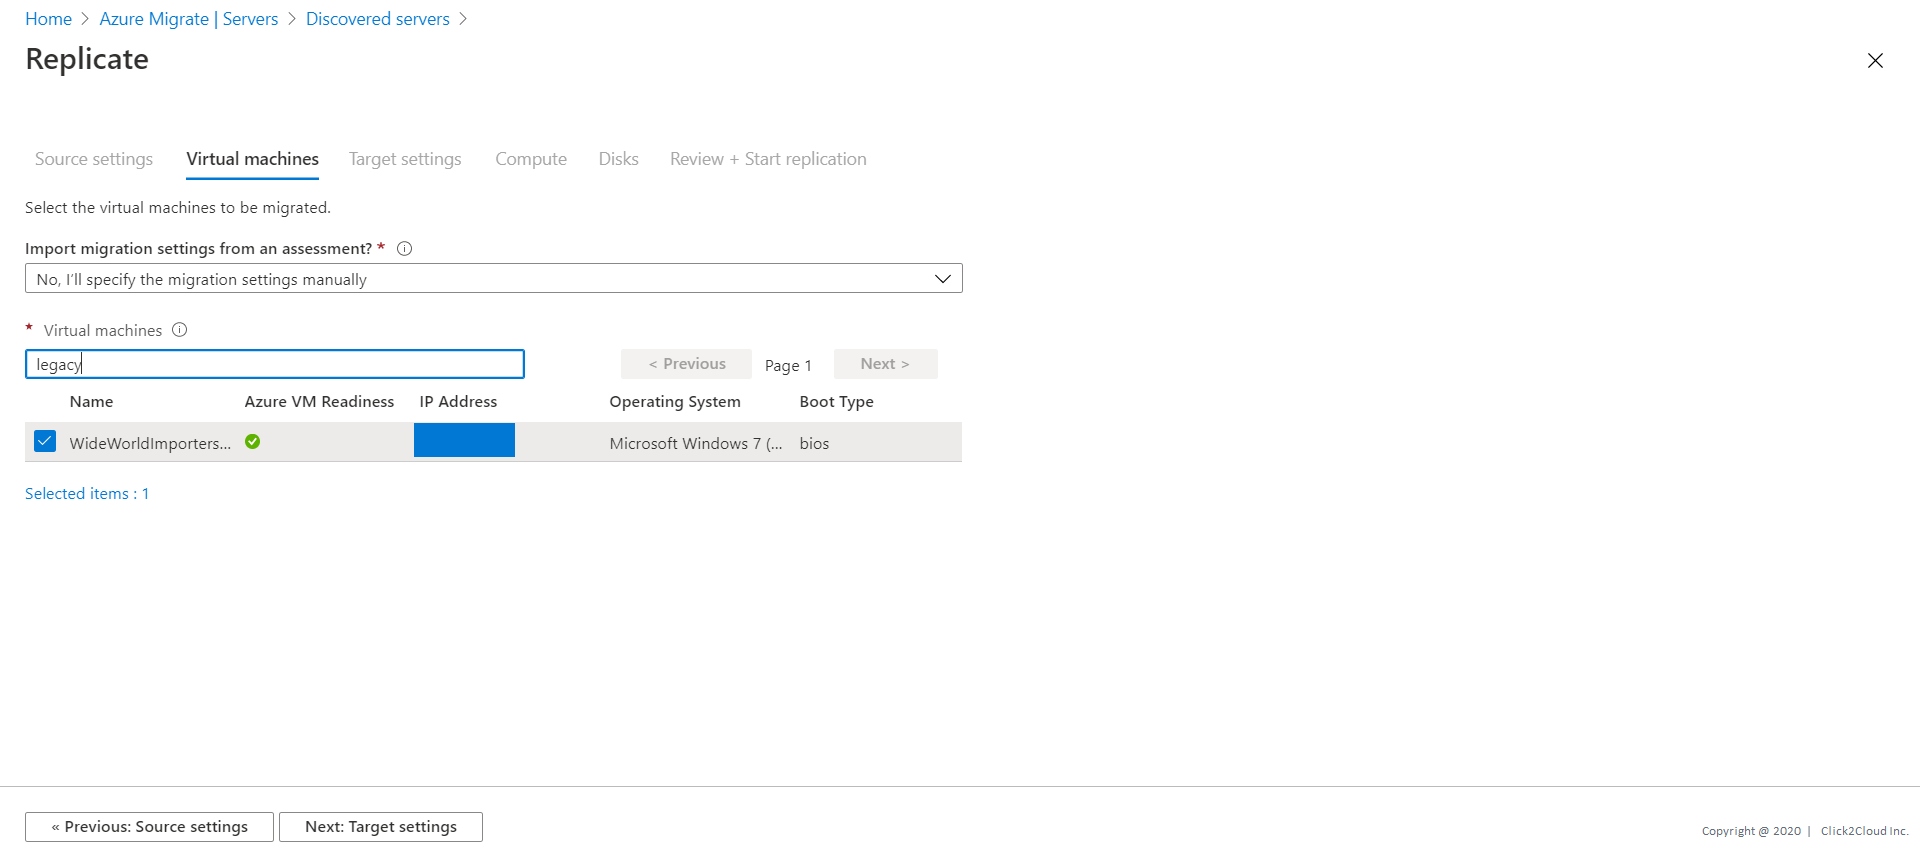 Home > Azure Migrate | Servers > Discovered servers >
Replicate
Source settings Virtual machines Target settings Compute Disks Review + Start replication
Select the virtual machines to be migrated.
Import migration settings from an assessment? *
No, I'll specify the migration settings manually
* Virtual machines
legacy < Previous Page 1 Next >
Name Azure VM Readiness IP Address Operating System Boot Type
WideWorldImporters... Microsoft Windows 7 (... bios
Selected items : 1
« Previous: Source settings Next: Target settings
Copyright @ 2020 | Click2Cloud Inc.